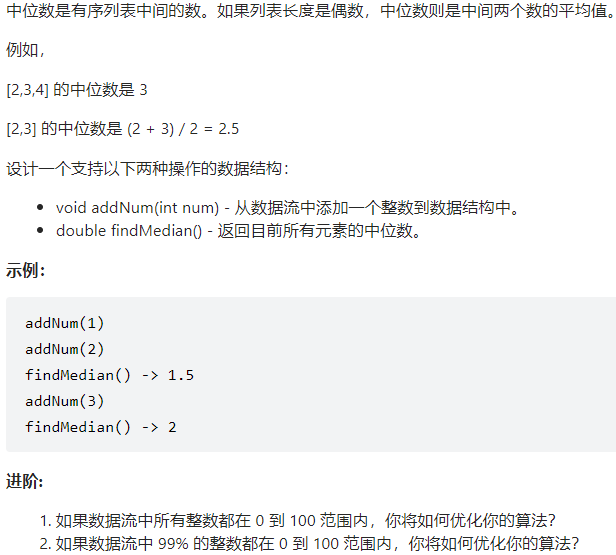 中位数是有序列表中间的数。如果列表长度是偶数，中位数则是中间两个数的平均值。
例如，
[2,3,4] 的中位数是 3
[2,3] 的中位数是 (2 + 3) / 2 = 2.5
设计一个支持以下两种操作的数据结构：
• void addNum(int num) - 从数据流中添加一个整数到数据结构中。
• double findMedian() - 返回目前所有元素的中位数。
示例：
addNum(1)
addNum(2)
findMedian() -> 1.5
addNum(3)
findMedian() -> 2
进阶:
1. 如果数据流中所有整数都在 0 到 100 范围内，你将如何优化你的算法？
2. 如果数据流中 99% 的整数都在 0 到 100 范围内，你将如何优化你的算法？